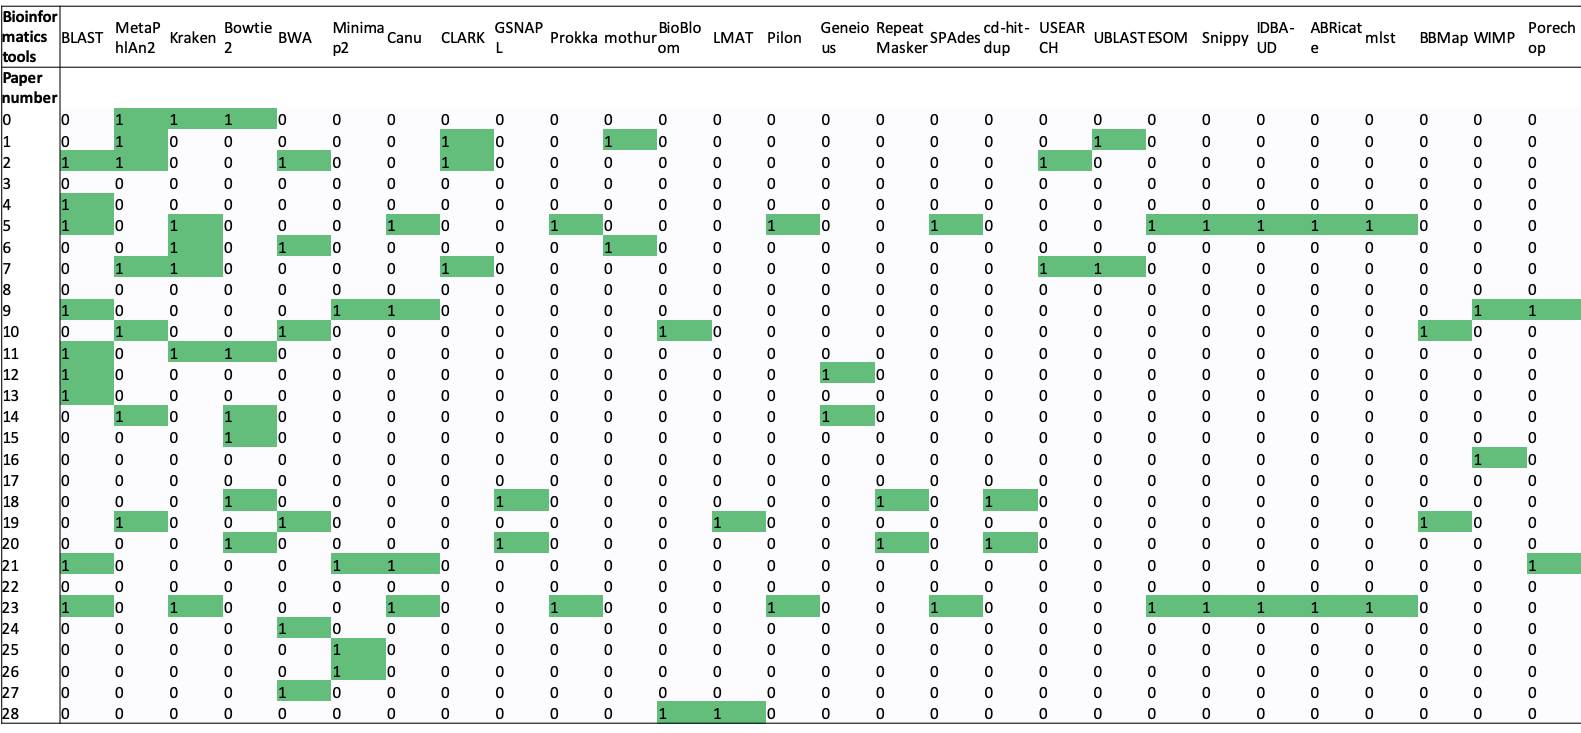 Bioinfor MetaPhlAn2 Bowtie2 Minimap2 GSNAPL BioBloom Geneious Repeat Masker cd-hit-dup USEARCH IDBA-UD ABRicate Porechop
matics BLAST Kraken BWA Canu CLARK Prokka mothur LMAT Pilon SPAdes UBLAST ESOM Snippy mlst BBMap WIMP
tools
Paper
number
0 0 1 1 1 0 0 0 0 0 0 0 0 0 0 0 0 0 0 0 0 0 0 0 0 0 0 0 0
1 0 1 0 0 0 0 0 1 0 0 1 0 0 0 0 0 0 0 0 1 0 0 0 0 0 0 0 0
2 1 1 0 0 1 0 0 1 0 0 0 0 0 0 0 0 0 0 1 0 0 0 0 0 0 0 0 0
3 0 0 0 0 0 0 0 0 0 0 0 0 0 0 0 0 0 0 0 0 0 0 0 0 0 0 0 0
4 1 0 0 0 0 0 0 0 0 0 0 0 0 0 0 0 0 0 0 0 0 0 0 0 0 0 0 0
5 1 0 1 0 0 0 1 0 0 1 0 0 0 1 0 0 1 0 0 0 1 1 1 1 1 0 0 0
6 0 0 1 0 1 0 0 0 0 0 1 0 0 0 0 0 0 0 0 0 0 0 0 0 0 0 0 0
7 0 1 1 0 0 0 0 1 0 0 0 0 0 0 0 0 0 0 1 1 0 0 0 0 0 0 0 0
8 0 0 0 0 0 0 0 0 0 0 0 0 0 0 0 0 0 0 0 0 0 0 0 0 0 0 0 0
9 1 0 0 0 0 1 1 0 0 0 0 0 0 0 0 0 0 0 0 0 0 0 0 0 0 0 1 1
10 0 1 0 0 1 0 0 0 0 0 0 1 0 0 0 0 0 0 0 0 0 0 0 0 0 1 0 0
11 1 0 1 1 0 0 0 0 0 0 0 0 0 0 0 0 0 0 0 0 0 0 0 0 0 0 0 0
12 1 0 0 0 0 0 0 0 0 0 0 0 0 0 1 0 0 0 0 0 0 0 0 0 0 0 0 0
13 1 0 0 0 0 0 0 0 0 0 0 0 0 0 0 0 0 0 0 0 0 0 0 0 0 0 0 0
14 0 1 0 1 0 0 0 0 0 0 0 0 0 0 1 0 0 0 0 0 0 0 0 0 0 0 0 0
15 0 0 0 1 0 0 0 0 0 0 0 0 0 0 0 0 0 0 0 0 0 0 0 0 0 0 0 0
16 0 0 0 0 0 0 0 0 0 0 0 0 0 0 0 0 0 0 0 0 0 0 0 0 0 0 1 0
17 0 0 0 0 0 0 0 0 0 0 0 0 0 0 0 0 0 0 0 0 0 0 0 0 0 0 0 0
18 0 0 0 1 0 0 0 0 1 0 0 0 0 0 0 1 0 1 0 0 0 0 0 0 0 0 0 0
19 0 1 0 0 1 0 0 0 0 0 0 0 1 0 0 0 0 0 0 0 0 0 0 0 0 1 0 0
20 0 0 0 1 0 0 0 0 1 0 0 0 0 0 0 1 0 1 0 0 0 0 0 0 0 0 0 0
21 1 0 0 0 0 1 1 0 0 0 0 0 0 0 0 0 0 0 0 0 0 0 0 0 0 0 0 1
22 0 0 0 0 0 0 0 0 0 0 0 0 0 0 0 0 0 0 0 0 0 0 0 0 0 0 0 0
23 1 0 1 0 0 0 1 0 0 1 0 0 0 1 0 0 1 0 0 0 1 1 1 1 1 0 0 0
24 0 0 0 0 1 0 0 0 0 0 0 0 0 0 0 0 0 0 0 0 0 0 0 0 0 0 0 0
25 0 0 0 0 0 1 0 0 0 0 0 0 0 0 0 0 0 0 0 0 0 0 0 0 0 0 0 0
26 0 0 0 0 0 1 0 0 0 0 0 0 0 0 0 0 0 0 0 0 0 0 0 0 0 0 0 0
27 0 0 0 0 1 0 0 0 0 0 0 0 0 0 0 0 0 0 0 0 0 0 0 0 0 0 0 0
28 0 0 0 0 0 0 0 0 0 0 0 1 1 0 0 0 0 0 0 0 0 0 0 0 0 0 0 0